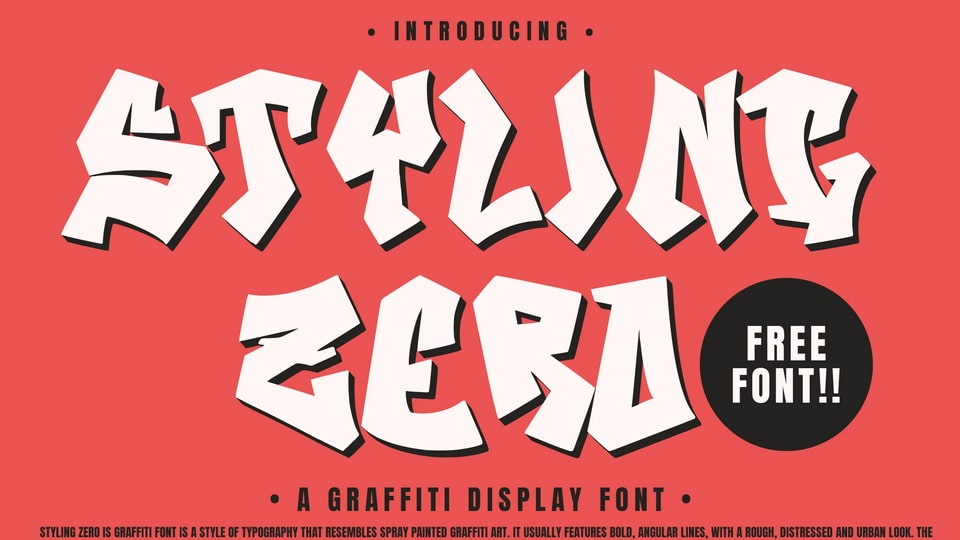 • INTRODUCING •
STYLING
ZERO
FREE
FONT!!
• A GRAFFITI DISPLAY FONT •
STYLING ZERO IS GRAFFITI FONT IS A STYLE OF TYPOGRAPHY THAT RESEMBLES SPRAY PAINTED GRAFFITI ART. IT USUALLY FEATURES BOLD, ANGULAR LINES, WITH A ROUGH, DISTRESSED AND URBAN LOOK. THE